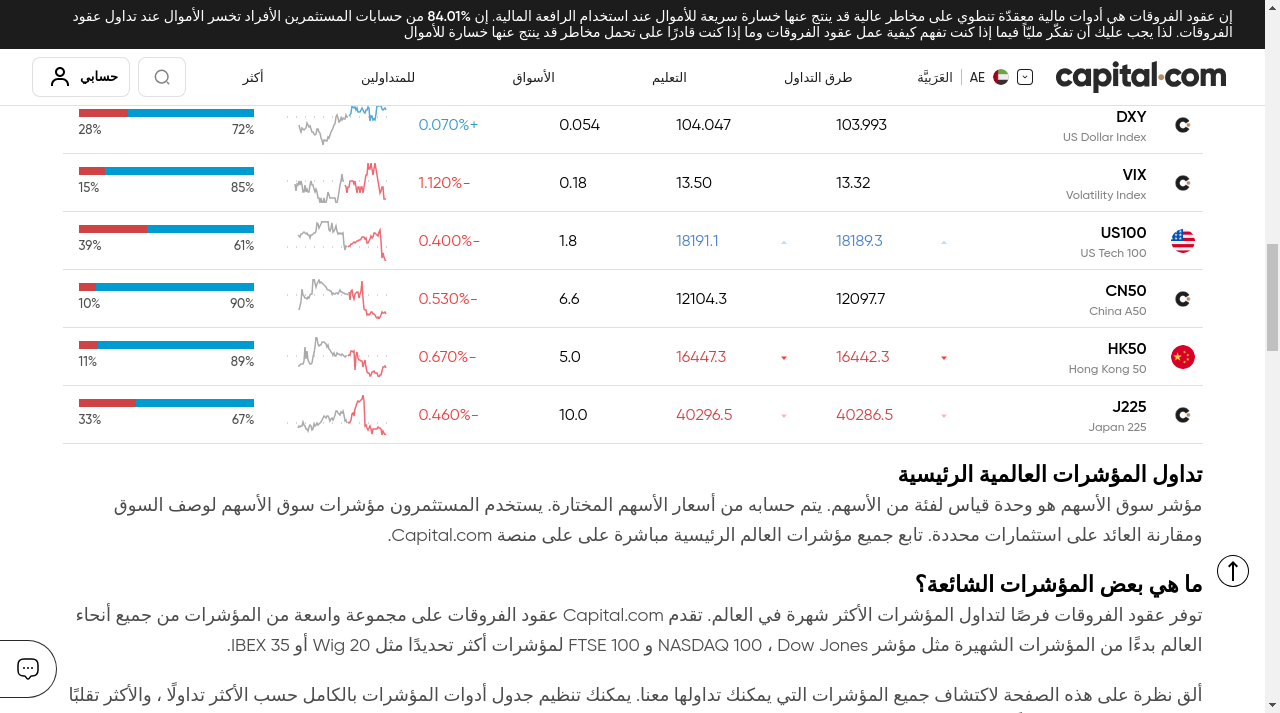 إن عقود الفروقات هي أدوات مالية معقدّة تنطوي على مخاطر عالية قد ينتج عنها خسارة سريعة للأموال عند استخدام الرافعة المالية. إن 84.01% من حسابات المستثمرين الأفراد تخسر الأموال عند تداول عقود
الفروقات. لذا يجب عليك أن تفكّر مليًّا فيما إذا كنت تفهم كيفية عمل عقود الفروقات وما إذا كنت قادرًا على تحمل مخاطر قد ينتج عنها خسارة للأموال
capital.com AE العَرَبيَّة طرق التداول التعليم الأسواق للمتداولين أكثر حسابي
DXY 103.993 104.047 0.054 0.070%+ 72% 28%
US Dollar Index
VIX 13.32 13.50 0.18 1.120%- 85% 15%
Volatility Index
US100 18189.3 18191.1 1.8 0.400%- 61% 39%
US Tech 100
CN50 12097.7 12104.3 6.6 0.530%- 90% 10%
China A50
HK50 16442.3 16447.3 5.0 0.670%- 89% 11%
Hong Kong 50
J225 40286.5 40296.5 10.0 0.460%- 67% 33%
Japan 225
تداول المؤشرات العالمية الرئيسية
مؤشر سوق الأسهم هو وحدة قياس لفئة من الأسهم. يتم حسابه من أسعار الأسهم المختارة. يستخدم المستثمرون مؤشرات سوق الأسهم لوصف السوق
ومقارنة العائد على استثمارات محددة. تابع جميع مؤشرات العالم الرئيسية مباشرة على على منصة Capital.com.
ما هي بعض المؤشرات الشائعة؟
توفر عقود الفروقات فرصًا لتداول المؤشرات الأكثر شهرة في العالم. تقدم Capital.com عقود الفروقات على مجموعة واسعة من المؤشرات من جميع أنحاء
العالم بدءًا من المؤشرات الشهيرة مثل مؤشر NASDAQ 100 ، Dow Jones و FTSE 100 لمؤشرات أكثر تحديدًا مثل Wig 20 أو IBEX 35.
ألق نظرة على هذه الصفحة لاكتشاف جميع المؤشرات التي يمكنك تداولها معنا. يمكنك تنظيم جدول أدوات المؤشرات بالكامل حسب الأكثر تداولًا ، والأكثر تقلبًا